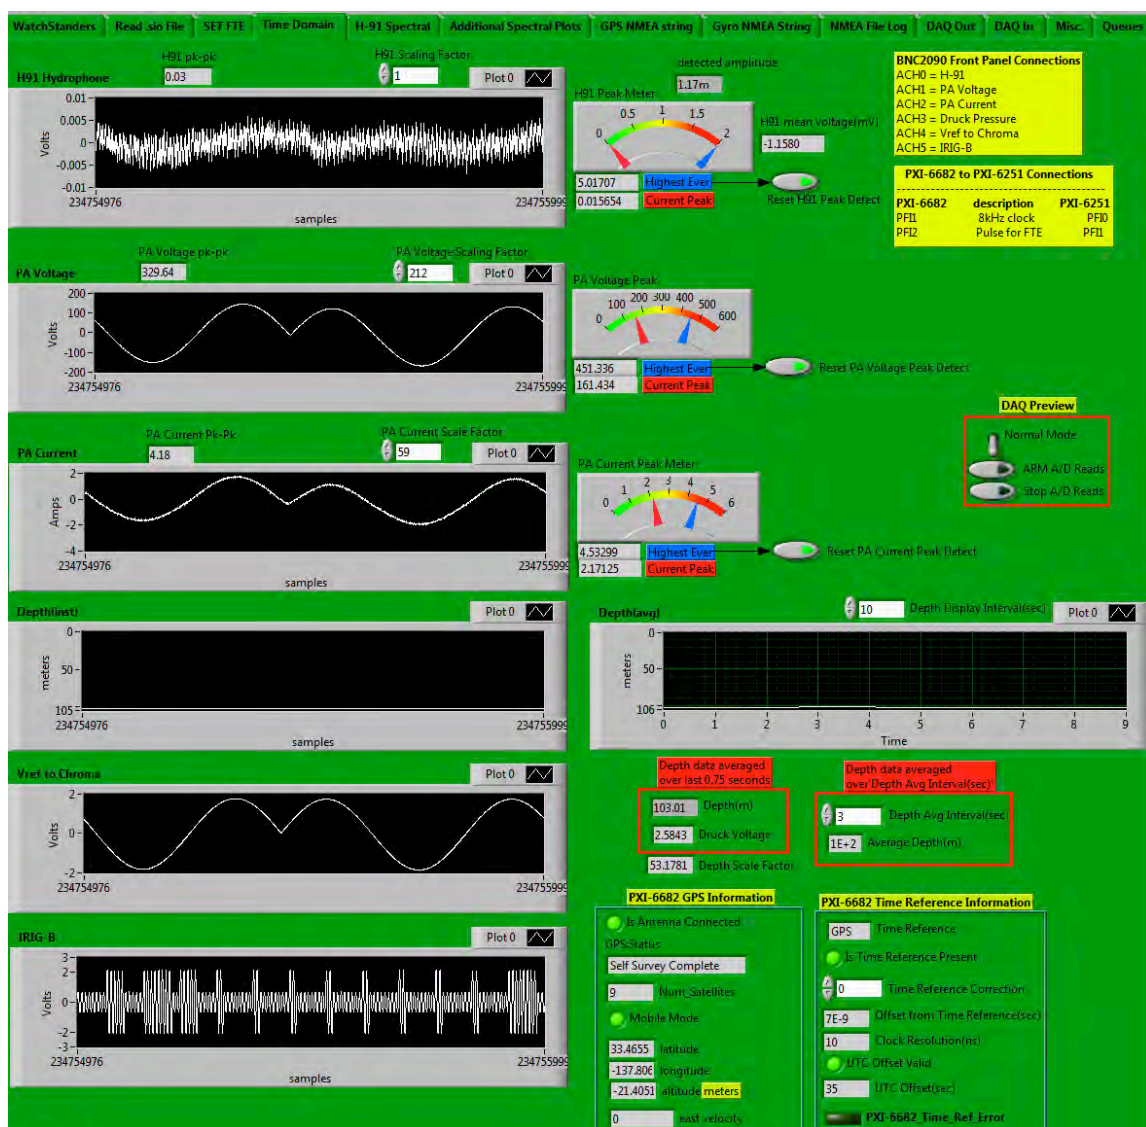 WatchStanders Read .sio File SET FTE Time Domain H-91 Spectral Additional Spectral Plots GPS NMEA string Gyro NMEA String NMEA File Log DAQ Out DAQ In Misc. Queues
H91 pk-pk
0.03
H91 Scaling Factor
1
H91 Hydrophone
Plot 0
0.01
0.005
0
-0.005
-0.01
Volts
234754976
234755999
samples
detected amplitude
1.17m
H91 Peak Meter
0 0.5 1 1.5 2
H91 mean voltage(mV)
-1.1580
5.01707 Highest Ever
0.015654 Current Peak
Reset H91 Peak Detect
BNC2090 Front Panel Connections
ACH0 = H-91
ACH1 = PA Voltage
ACH2 = PA Current
ACH3 = Druck Pressure
ACH4 = Vref to Chroma
ACH5 = IRIG-B
PXI-6682 to PXI-6251 Connections
PXI-6682 description PXI-6251
PFI1 8kHz clock PFI0
PFI2 Pulse for FTE PFI1
PA Voltage pk-pk
329.64
PA Voltage Scaling Factor
212
PA Voltage
Plot 0
200
100
0
-100
-200
Volts
234754976
234755999
PA Voltage Peak
0 100 200 300 400 500 600
451.336 Highest Ever
161.434 Current Peak
Reset PA Voltage Peak Detect
DAQ Preview
Normal Mode
ARM A/D Reads
Stop A/D Reads
PA Current Pk-Pk
4.18
PA Current Scale Factor
59
PA Current
Plot 0
2
0
-2
-4
Amps
234754976
234755999
samples
PA Current Peak Meter
0 1 2 3 4 5 6
4.53299 Highest Ever
2.17125 Current Peak
Reset PA Current Peak Detect
Depth(inst)
Plot 0
0
50
105
meters
234754976
234755999
samples
Depth(avg)
10 Depth Display Interval(sec)
Plot 0
0
50
106
meters
0 1 2 3 4 5 6 7 8 9
Time
Vref to Chroma
Plot 0
2
0
-2
Volts
234754976
234755999
Depth data averaged
over last 0.75 seconds
103.01 Depth(m)
2.5843 Druck Voltage
53.1781 Depth Scale Factor
Depth data averaged
over'Depth Avg Interval(sec)'
3 Depth Avg Interval(sec)
1E+2 Average Depth(m)
IRIG-B
Plot 0
3
2
0
-2
-3
Volts
234754976
234755999
samples
PXI-6682 GPS Information
Is Antenna Connected
GPS:Status
Self Survey Complete
9 Num_Satellites
Mobile Mode
33.4655 latitude
-137.806 longitude
-21.4051 altitude meters
0 east velocity
PXI-6682 Time Reference Information
GPS Time Reference
Is Time Reference Present
0 Time Reference Correction
7E-9 Offset from Time Reference(sec)
10 Clock Resolution(ns)
UTC Offset Valid
35 UTC Offset(sec)
PXI-6682_Time_Ref_Error